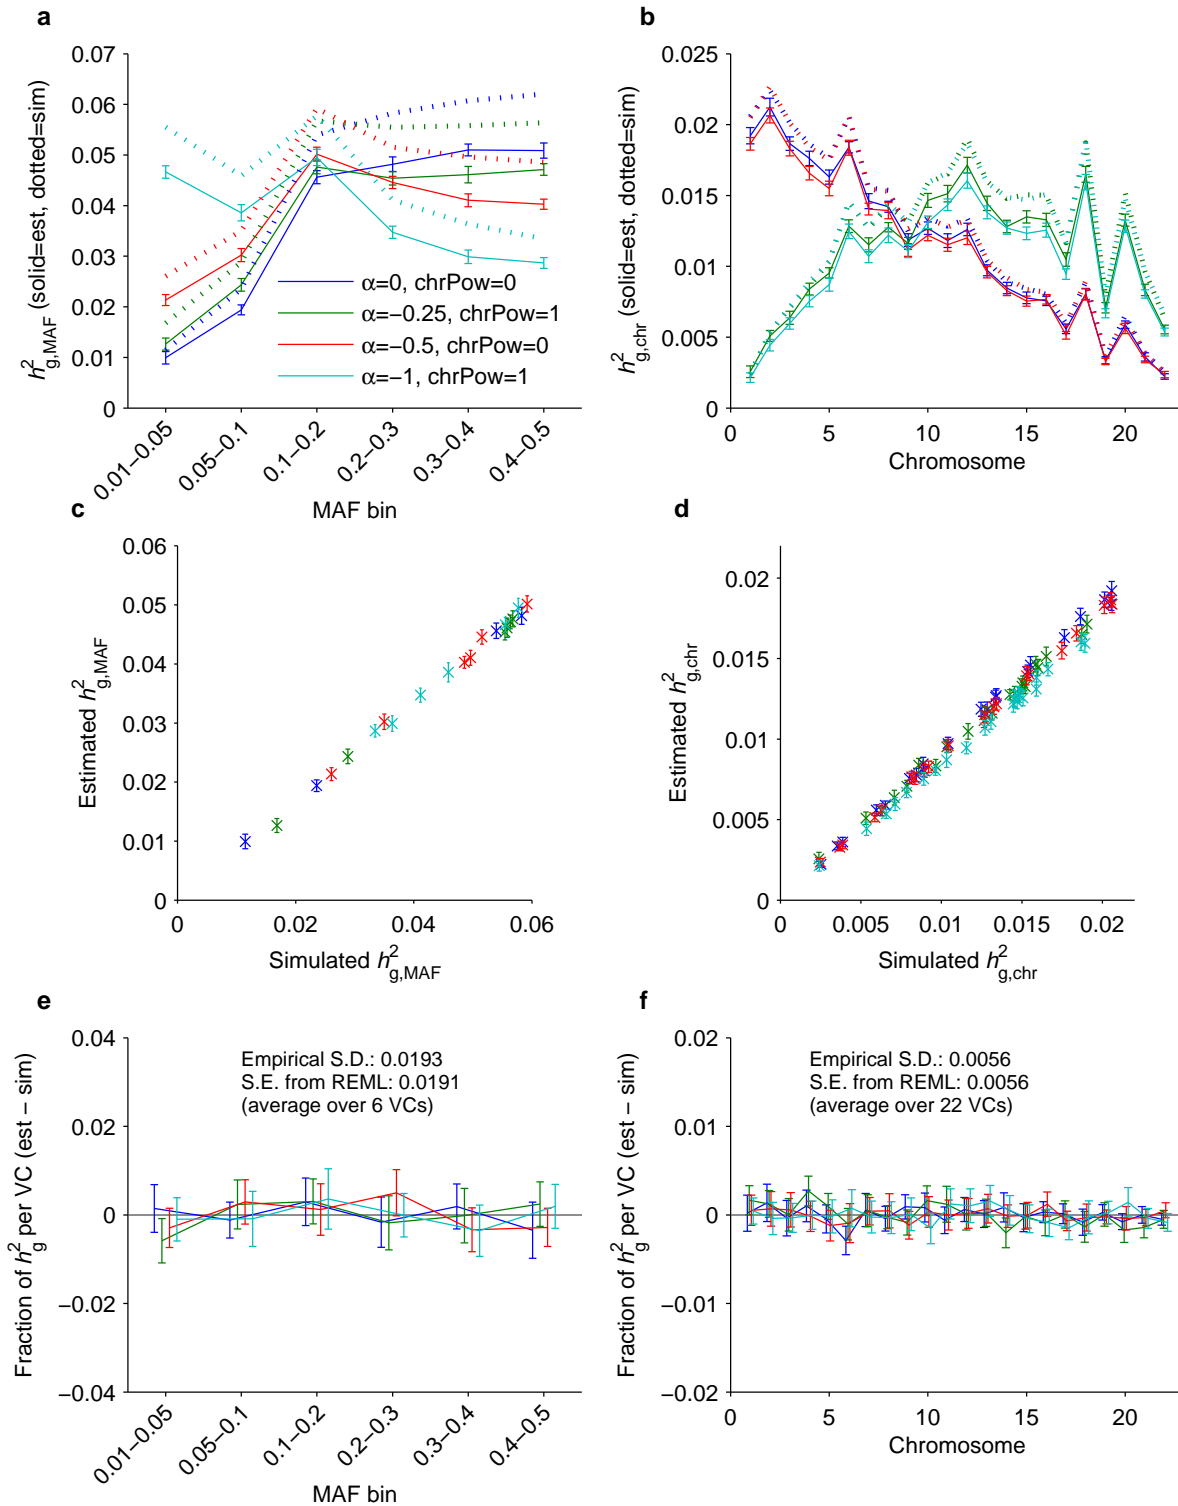 a
h²g,MAF (solid=est, dotted=sim)
0.07
0.06
0.05
0.04
0.03
0.02
0.01
0
α=0, chrPow=0
α=−0.25, chrPow=1
α=−0.5, chrPow=0
α=−1, chrPow=1
0.01−0.05
0.05−0.1
0.1−0.2
0.2−0.3
0.3−0.4
0.4−0.5
MAF bin
b
h²g,chr (solid=est, dotted=sim)
0.025
0.02
0.015
0.01
0.005
0
0 5 10 15 20
Chromosome
c
Estimated h²g,MAF
0.06
0.05
0.04
0.03
0.02
0.01
0
0 0.02 0.04 0.06
Simulated h²g,MAF
d
Estimated h²g,chr
0.02
0.015
0.01
0.005
0
0 0.005 0.01 0.015 0.02
Simulated h²g,chr
e
Fraction of h²g per VC (est − sim)
0.04
0.02
0
−0.02
−0.04
Empirical S.D.: 0.0193
S.E. from REML: 0.0191
(average over 6 VCs)
0.01−0.05
0.05−0.1
0.1−0.2
0.2−0.3
0.3−0.4
0.4−0.5
MAF bin
f
Fraction of h²g per VC (est − sim)
0.02
0.01
0
−0.01
−0.02
Empirical S.D.: 0.0056
S.E. from REML: 0.0056
(average over 22 VCs)
0 5 10 15 20
Chromosome